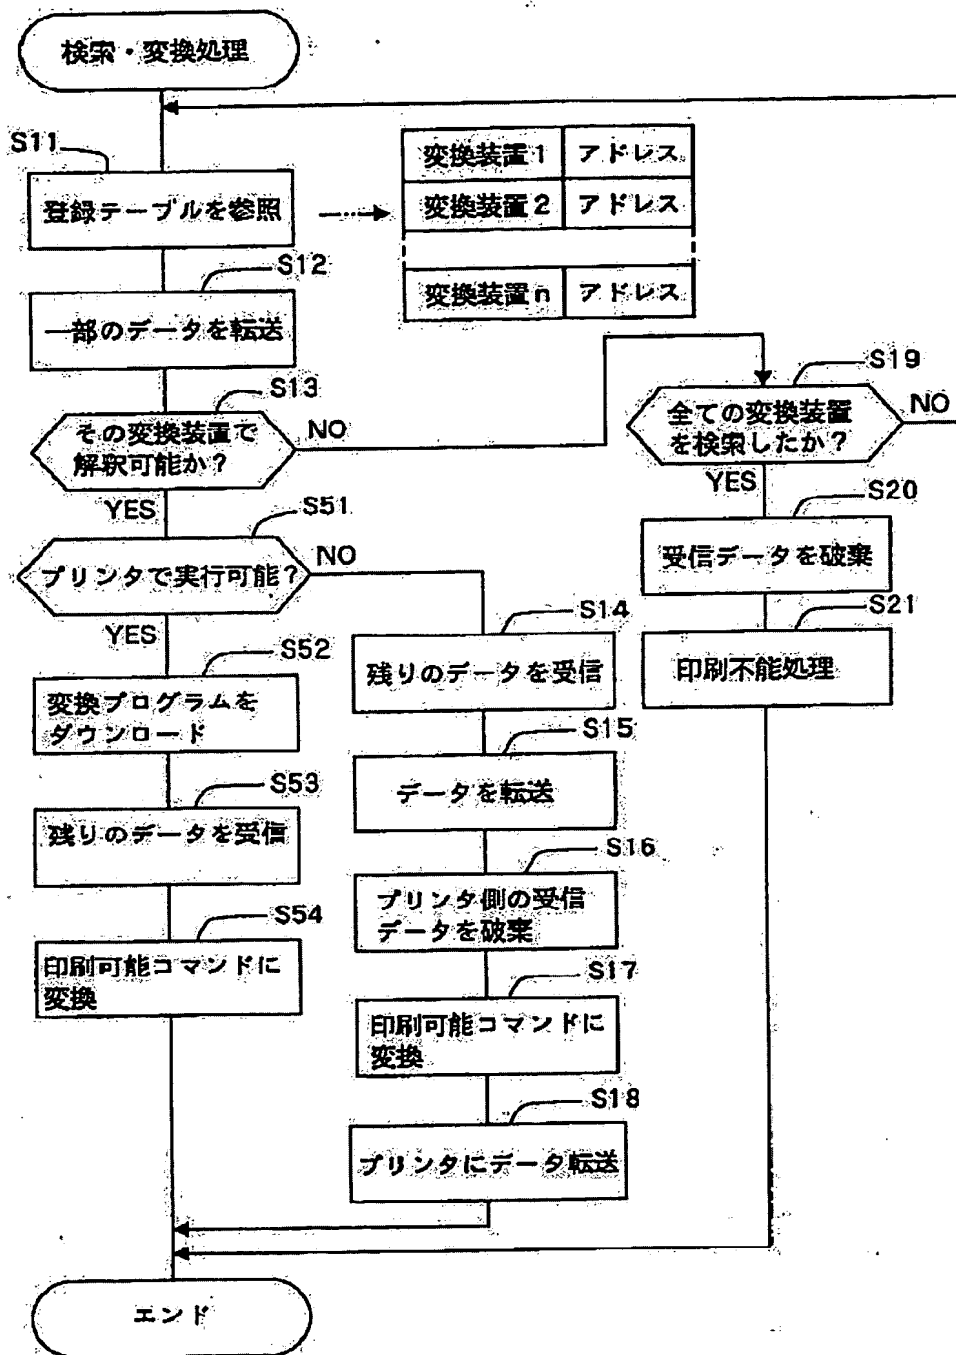 検索・変換処理
S11
登録テーブルを参照
変換装置1 アドレス
変換装置2 アドレス
変換装置n アドレス
S12
一部のデータを転送
S13
その変換装置で
解釈可能か?
NO
YES
S19
全ての変換装置
を検索したか?
NO
YES
S20
受信データを破棄
S21
印刷不能処理
S51
プリンタで実行可能?
NO
YES
S52
変換プログラムを
ダウンロード
S53
残りのデータを受信
S54
印刷可能コマンドに
変換
S14
残りのデータを受信
S15
データを転送
S16
プリンタ側の受信
データを破棄
S17
印刷可能コマンドに
変換
S18
プリンタにデータ転送
エンド